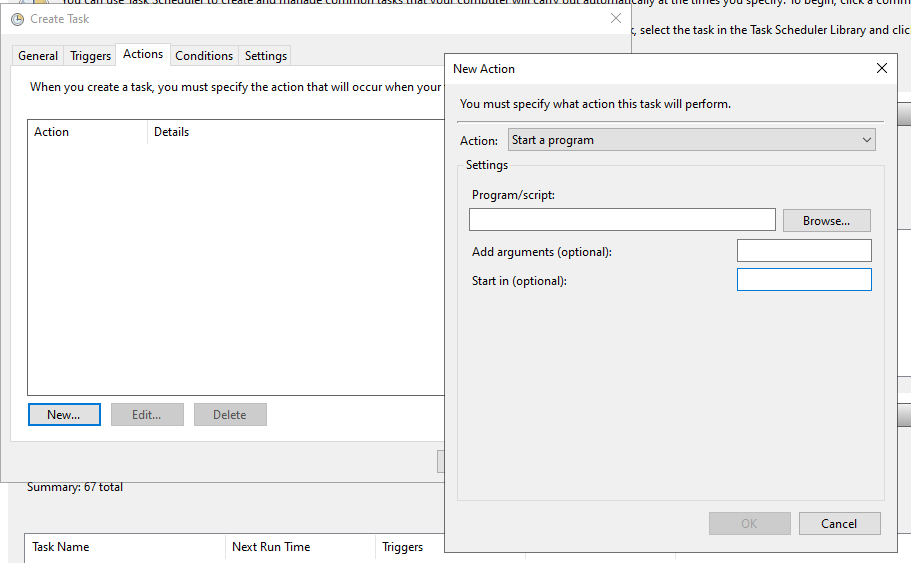 You can use Task Scheduler to create and manage common tasks that your computer will carry out automatically at the times you specify. To begin, click a comm
Create Task
, select the task in the Task Scheduler Library and clic
General Triggers Actions Conditions Settings
New Action
When you create a task, you must specify the action that will occur when your
You must specify what action this task will perform.
Action Details
Action: Start a program
Settings
Program/script:
Browse...
Add arguments (optional):
Start in (optional):
New... Edit... Delete
Summary: 67 total
OK Cancel
Task Name Next Run Time Triggers